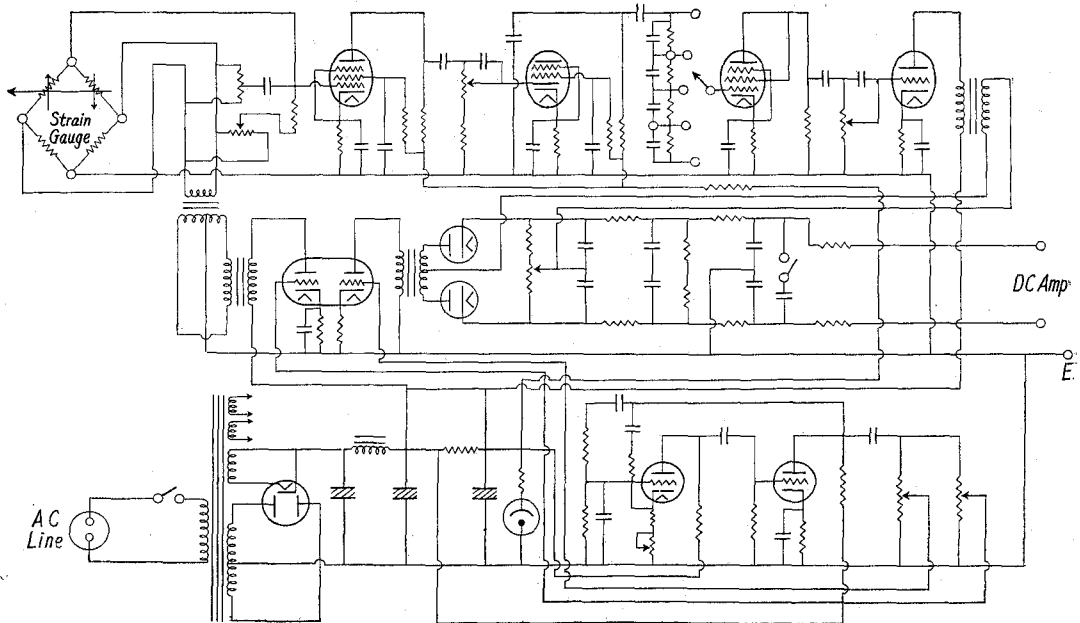 Strain
Gauge
DC Amp.
E.
AC
Line